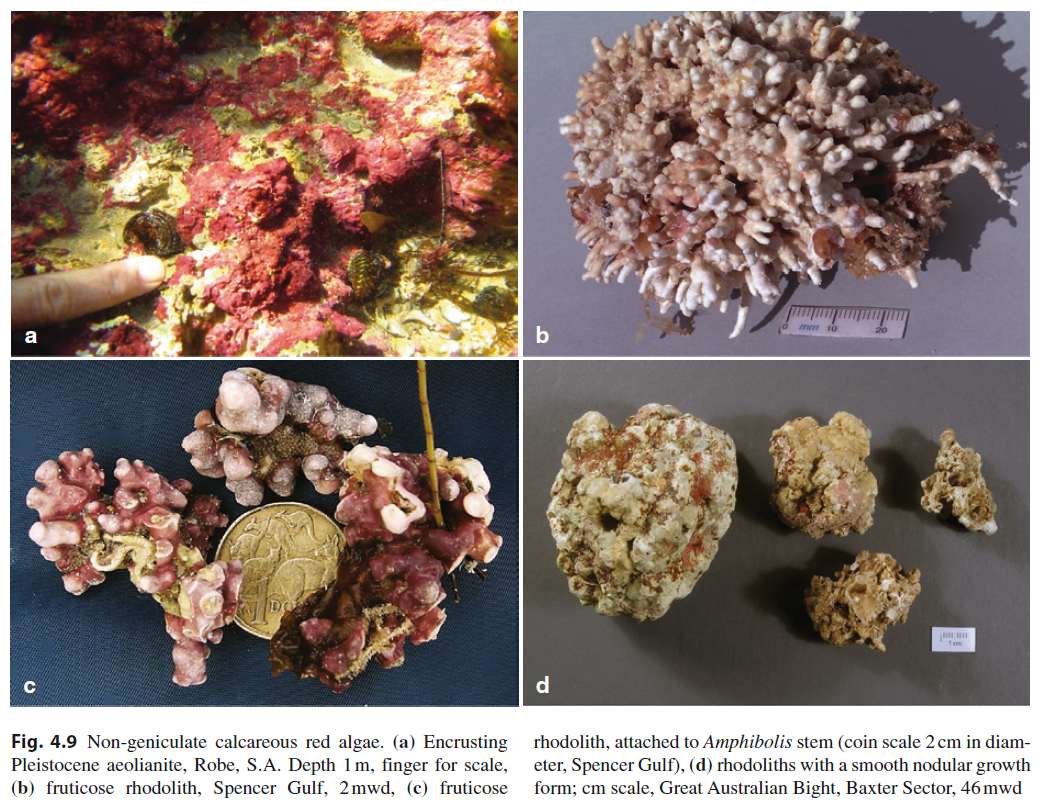 a
b
0 mm 10 20
c
d
1 cm
Fig. 4.9 Non-geniculate calcareous red algae. (a) Encrusting
Pleistocene aeolianite, Robe, S.A. Depth 1 m, finger for scale,
(b) fruticose rhodolith, Spencer Gulf, 2 mwd, (c) fruticose
rhodolith, attached to Amphibolis stem (coin scale 2 cm in diam-
eter, Spencer Gulf), (d) rhodoliths with a smooth nodular growth
form; cm scale, Great Australian Bight, Baxter Sector, 46 mwd